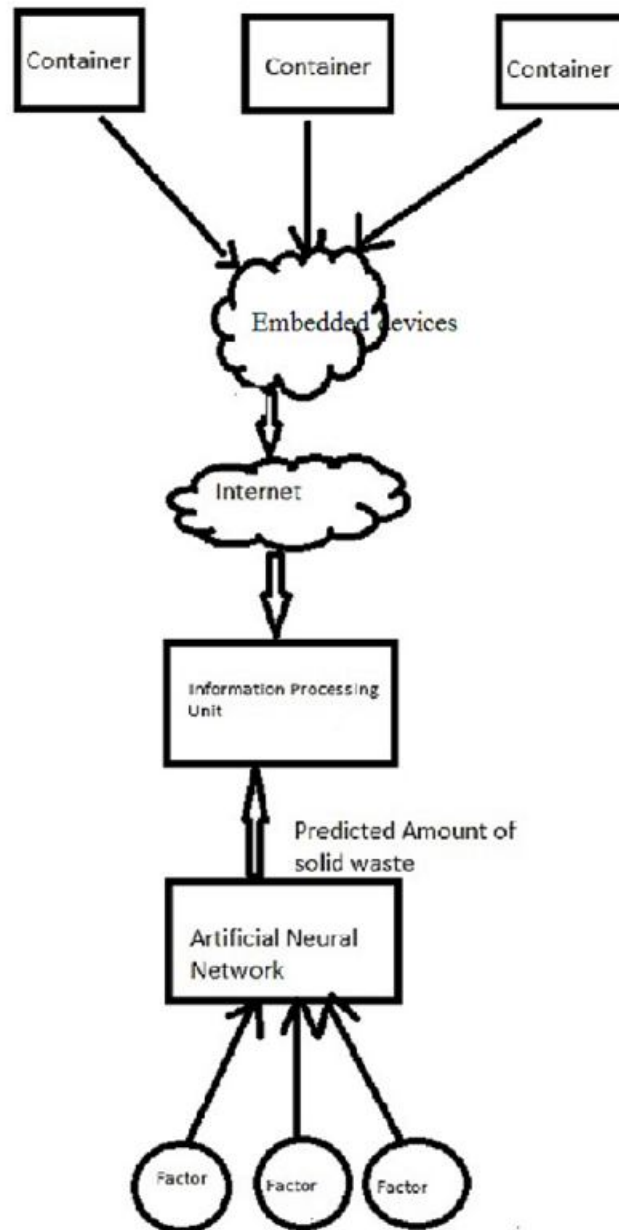 Container
Container
Container
Embedded devices
Internet
Information Processing
Unit
Predicted Amount of
solid waste
Artificial Neural
Network
Factor
Factor
Factor